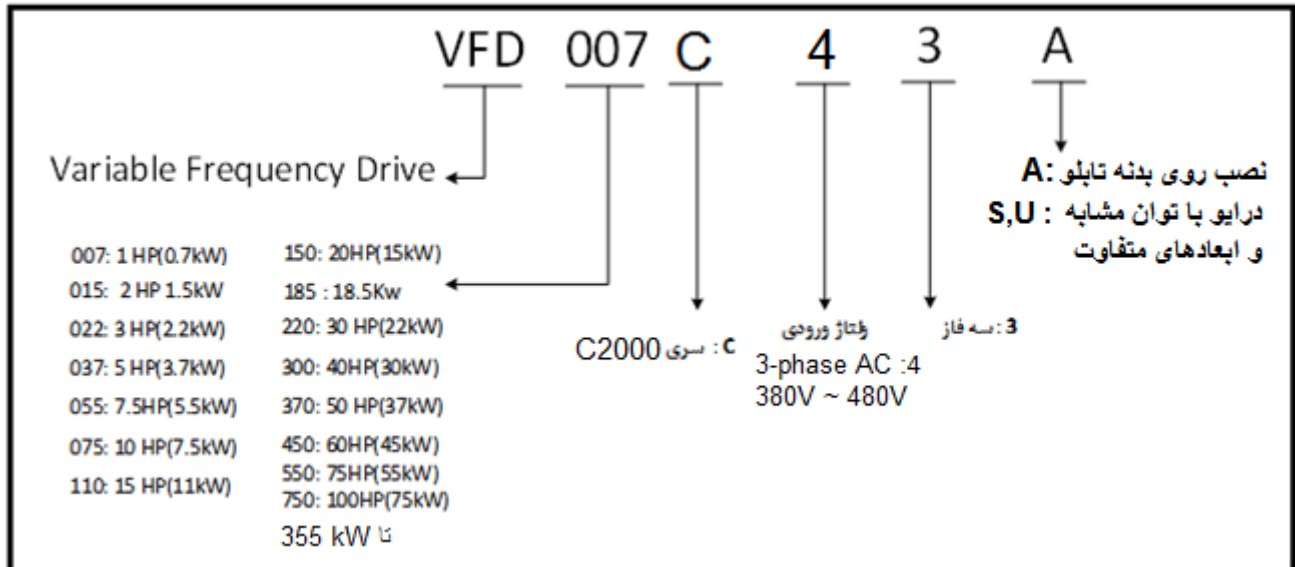 VFD 007 C 4 3 A
Variable Frequency Drive
007: 1 HP(0.7kW)
015: 2 HP 1.5kW
022: 3 HP(2.2kW)
037: 5 HP(3.7kW)
055: 7.5HP(5.5kW)
075: 10 HP(7.5kW)
110: 15 HP(11kW)
150: 20HP(15kW)
185 : 18.5Kw
220: 30 HP(22kW)
300: 40HP(30kW)
370: 50 HP(37kW)
450: 60HP(45kW)
550: 75HP(55kW)
750: 100HP(75kW)
تا 355 kW
C : سری C2000
ولتاژ ورودی
3-phase AC :4
380V ~ 480V
3 : سه فاز
نصب روی بدنه تابلو :A
درایو با توان مشابه : S,U
و ابعادهای متفاوت